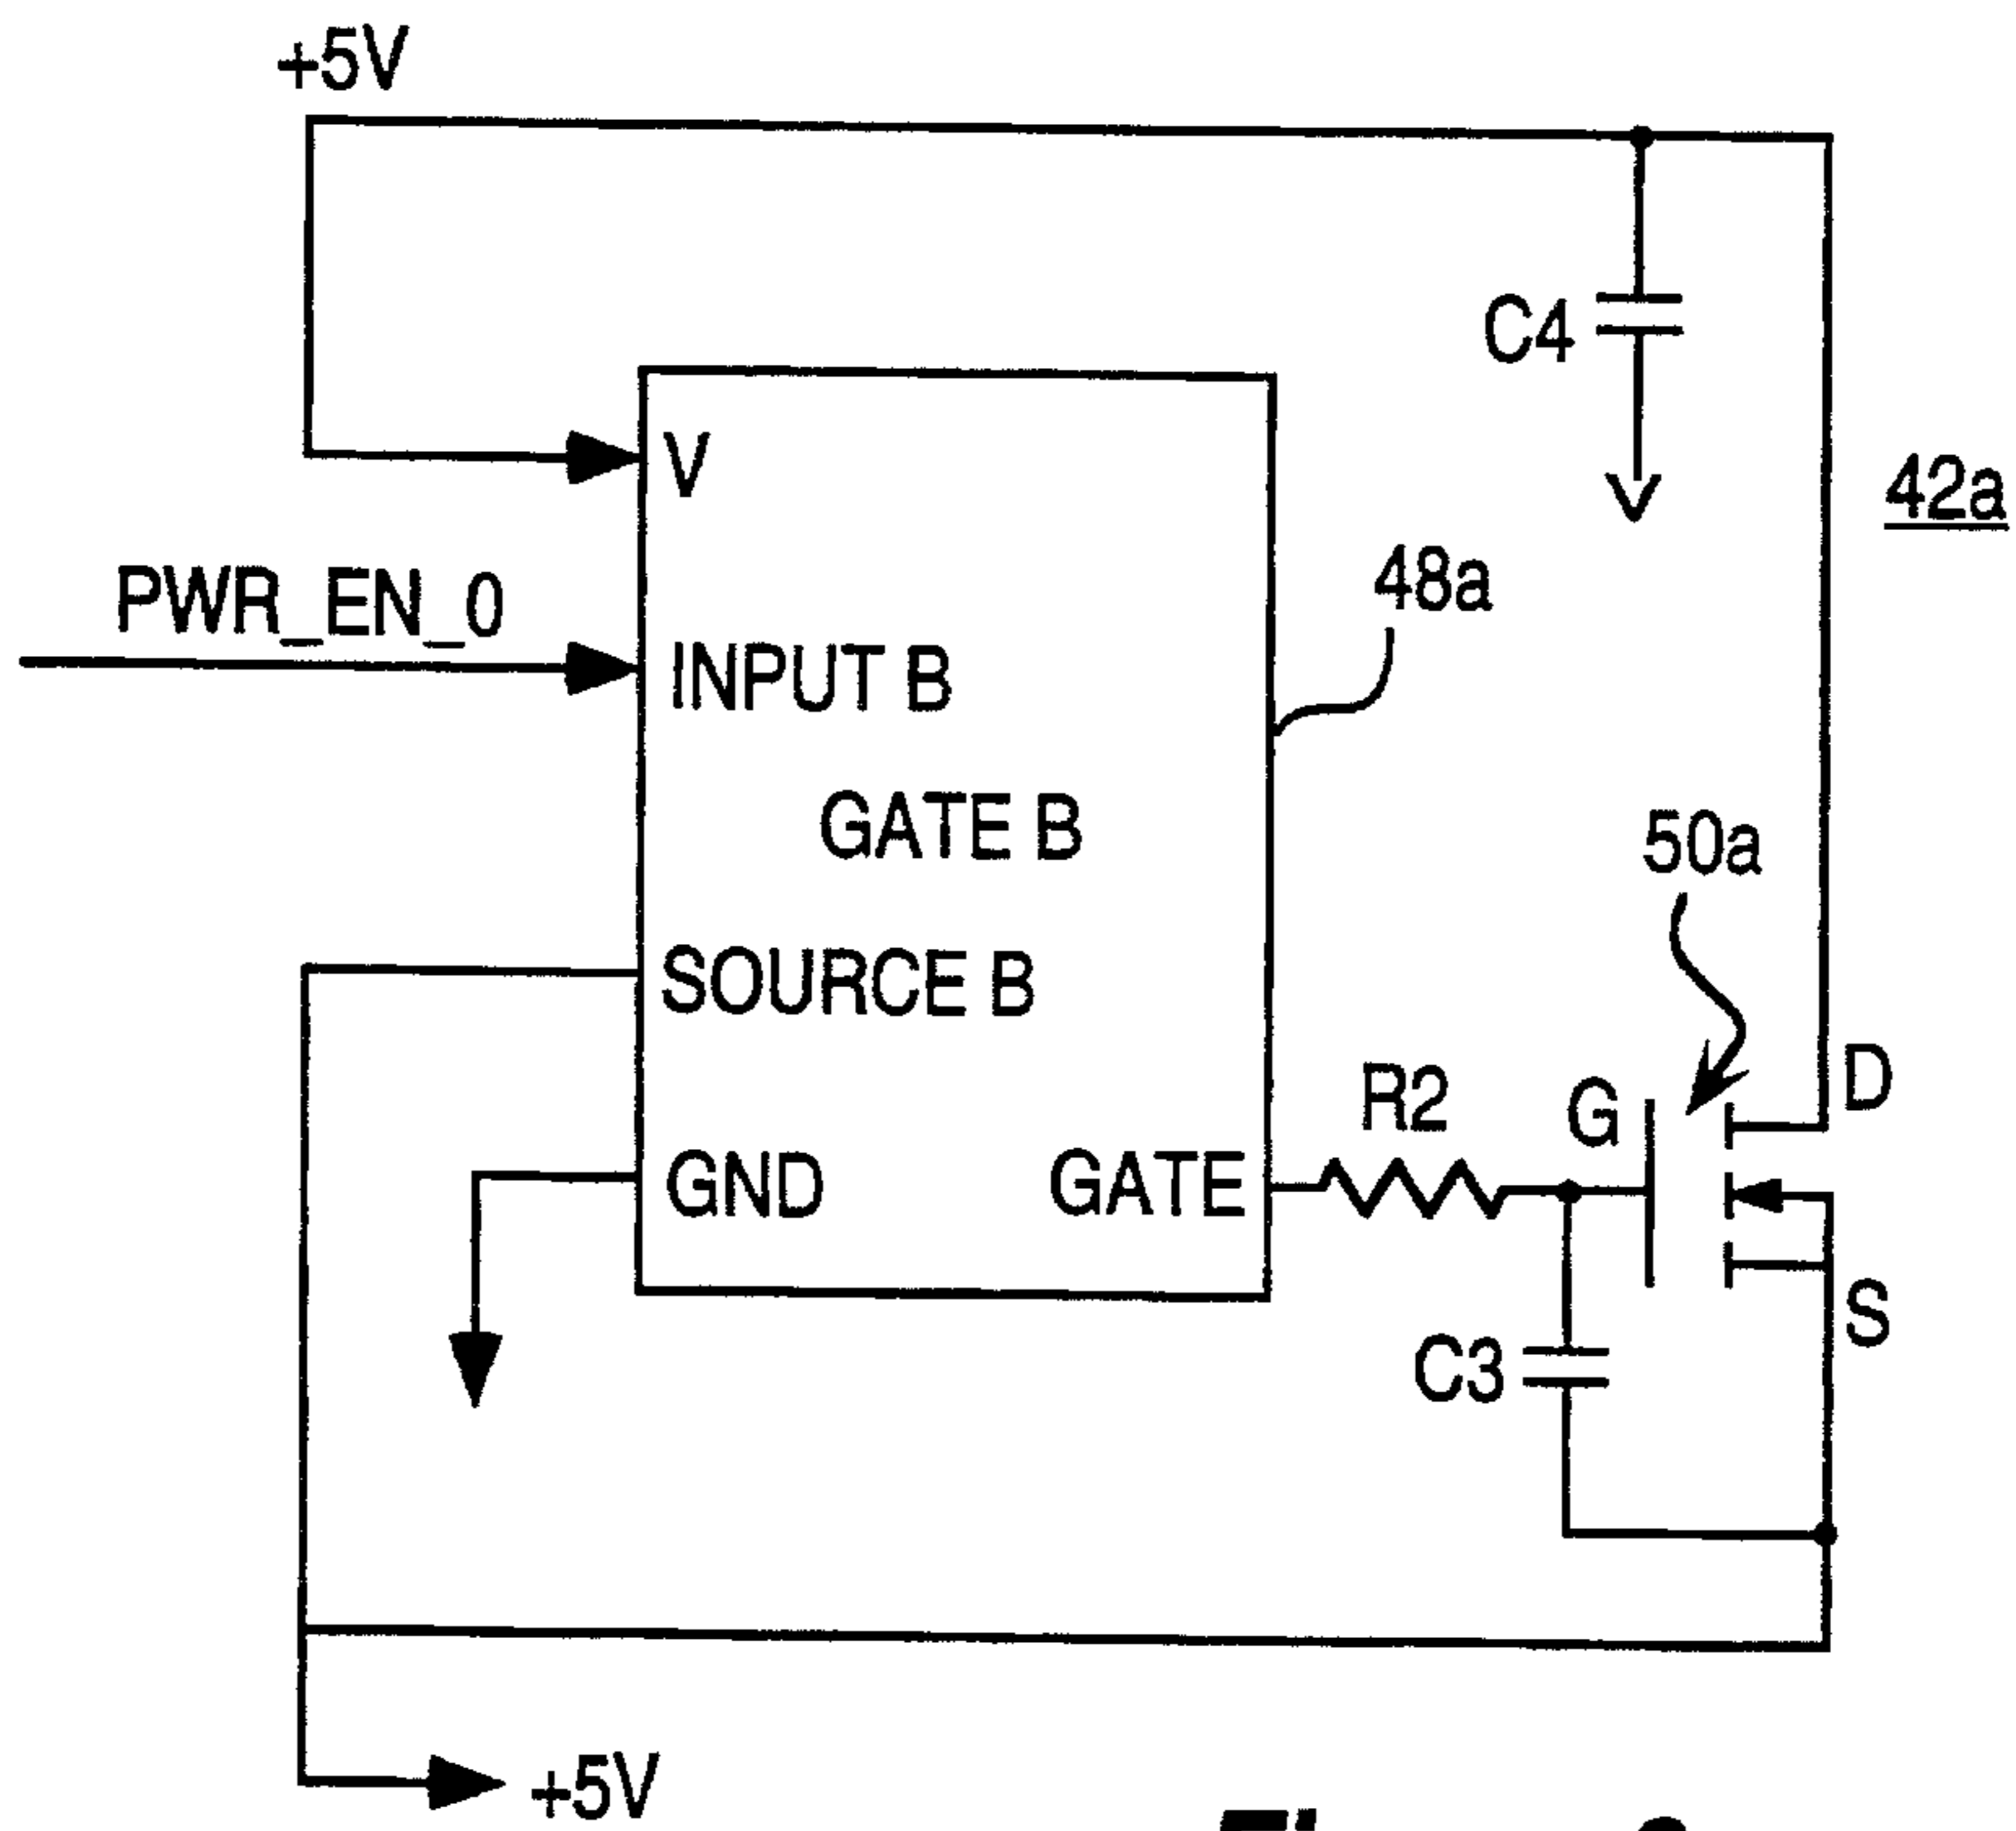 +5V
C4
42a
V
48a
PWR_EN_0
INPUT B
GATE B
50a
SOURCE B
D
R2
G
GND
GATE
S
C3
+5V